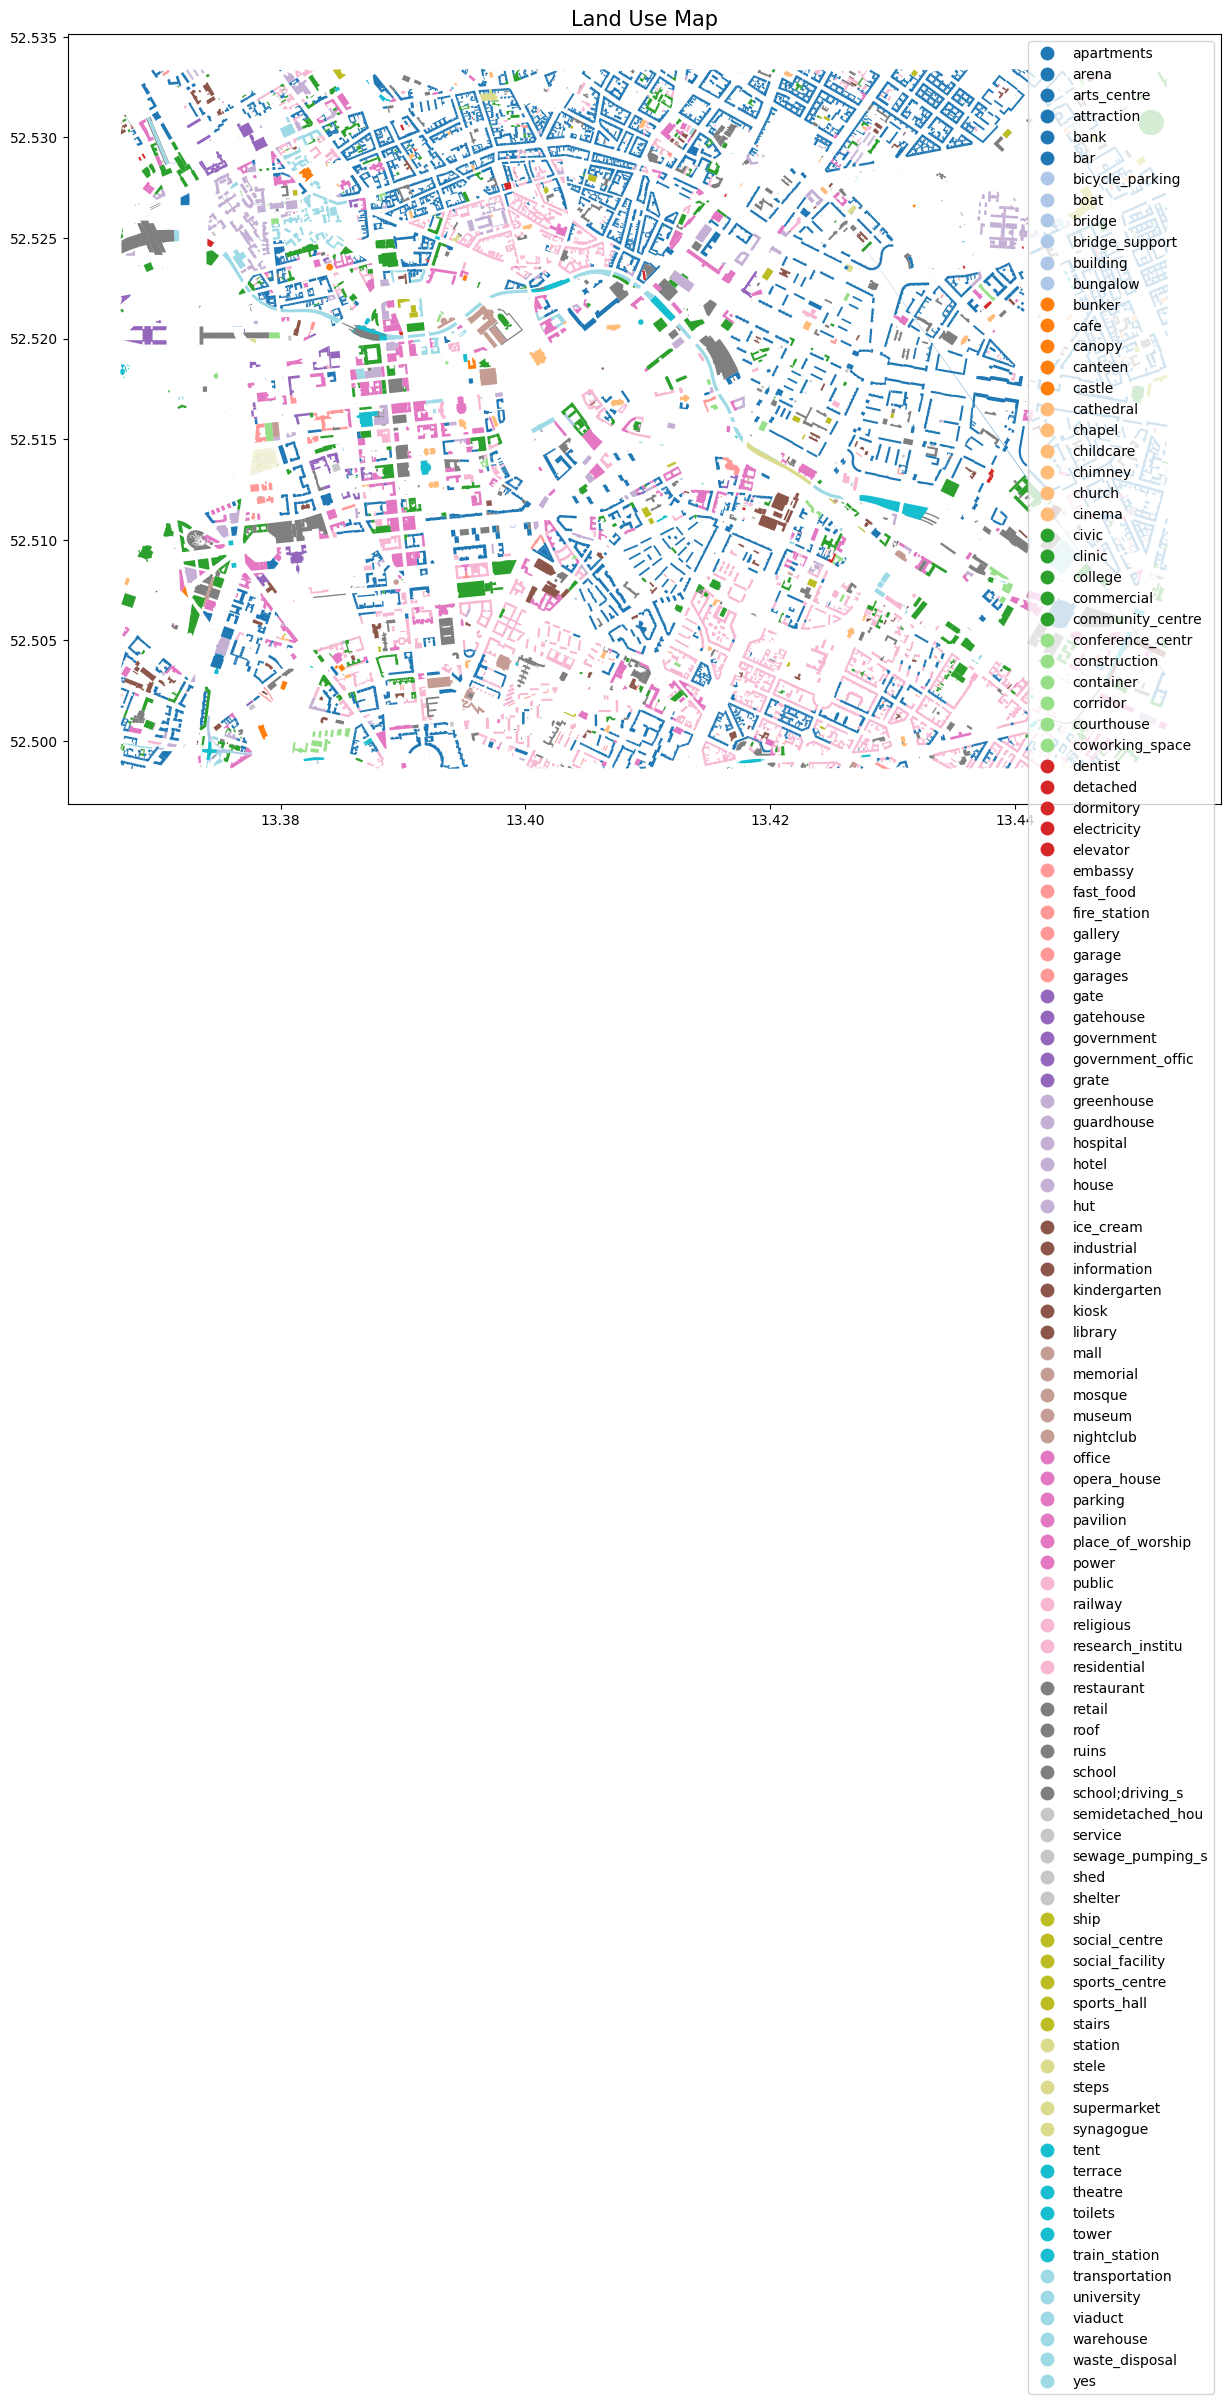 Land Use Map
52.535
52.530
52.525
52.520
52.515
52.510
52.505
52.500
13.38
13.40
13.42
13.44
apartments
arena
arts_centre
attraction
bank
bar
bicycle_parking
boat
bridge
bridge_support
building
bungalow
bunker
cafe
canopy
canteen
castle
cathedral
chapel
childcare
chimney
church
cinema
civic
clinic
college
commercial
community_centre
conference_centr
construction
container
corridor
courthouse
coworking_space
dentist
detached
dormitory
electricity
elevator
embassy
fast_food
fire_station
gallery
garage
garages
gate
gatehouse
government
government_offic
grate
greenhouse
guardhouse
hospital
hotel
house
hut
ice_cream
industrial
information
kindergarten
kiosk
library
mall
memorial
mosque
museum
nightclub
office
opera_house
parking
pavilion
place_of_worship
power
public
railway
religious
research_institu
residential
restaurant
retail
roof
ruins
school
school;driving_s
semidetached_hou
service
sewage_pumping_s
shed
shelter
ship
social_centre
social_facility
sports_centre
sports_hall
stairs
station
stele
steps
supermarket
synagogue
tent
terrace
theatre
toilets
tower
train_station
transportation
university
viaduct
warehouse
waste_disposal
yes